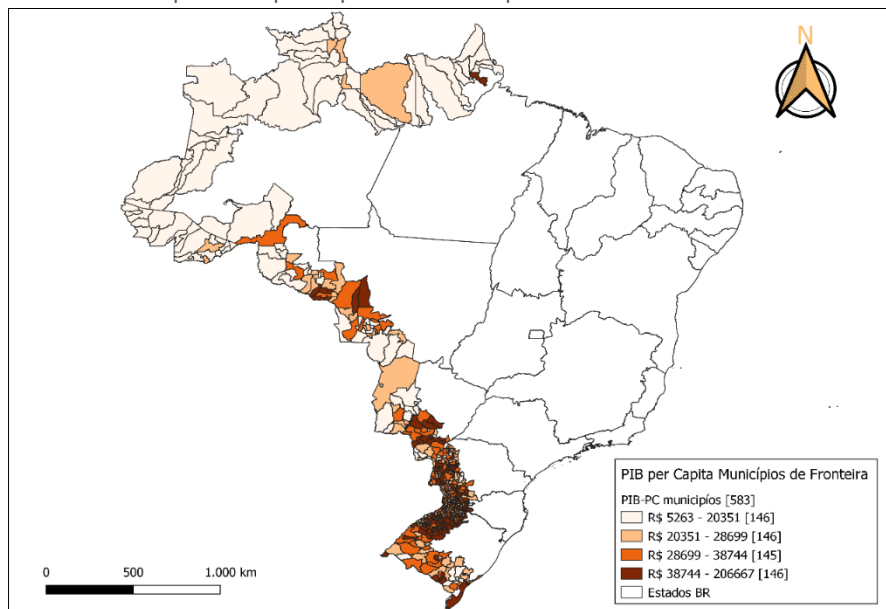 N
PIB per Capita Municípios de Fronteira
PIB-PC municipíos [583]
R$ 5263 - 20351 [146]
R$ 20351 - 28699 [146]
R$ 28699 - 38744 [145]
R$ 38744 - 206667 [146]
Estados BR
0 500 1.000 km